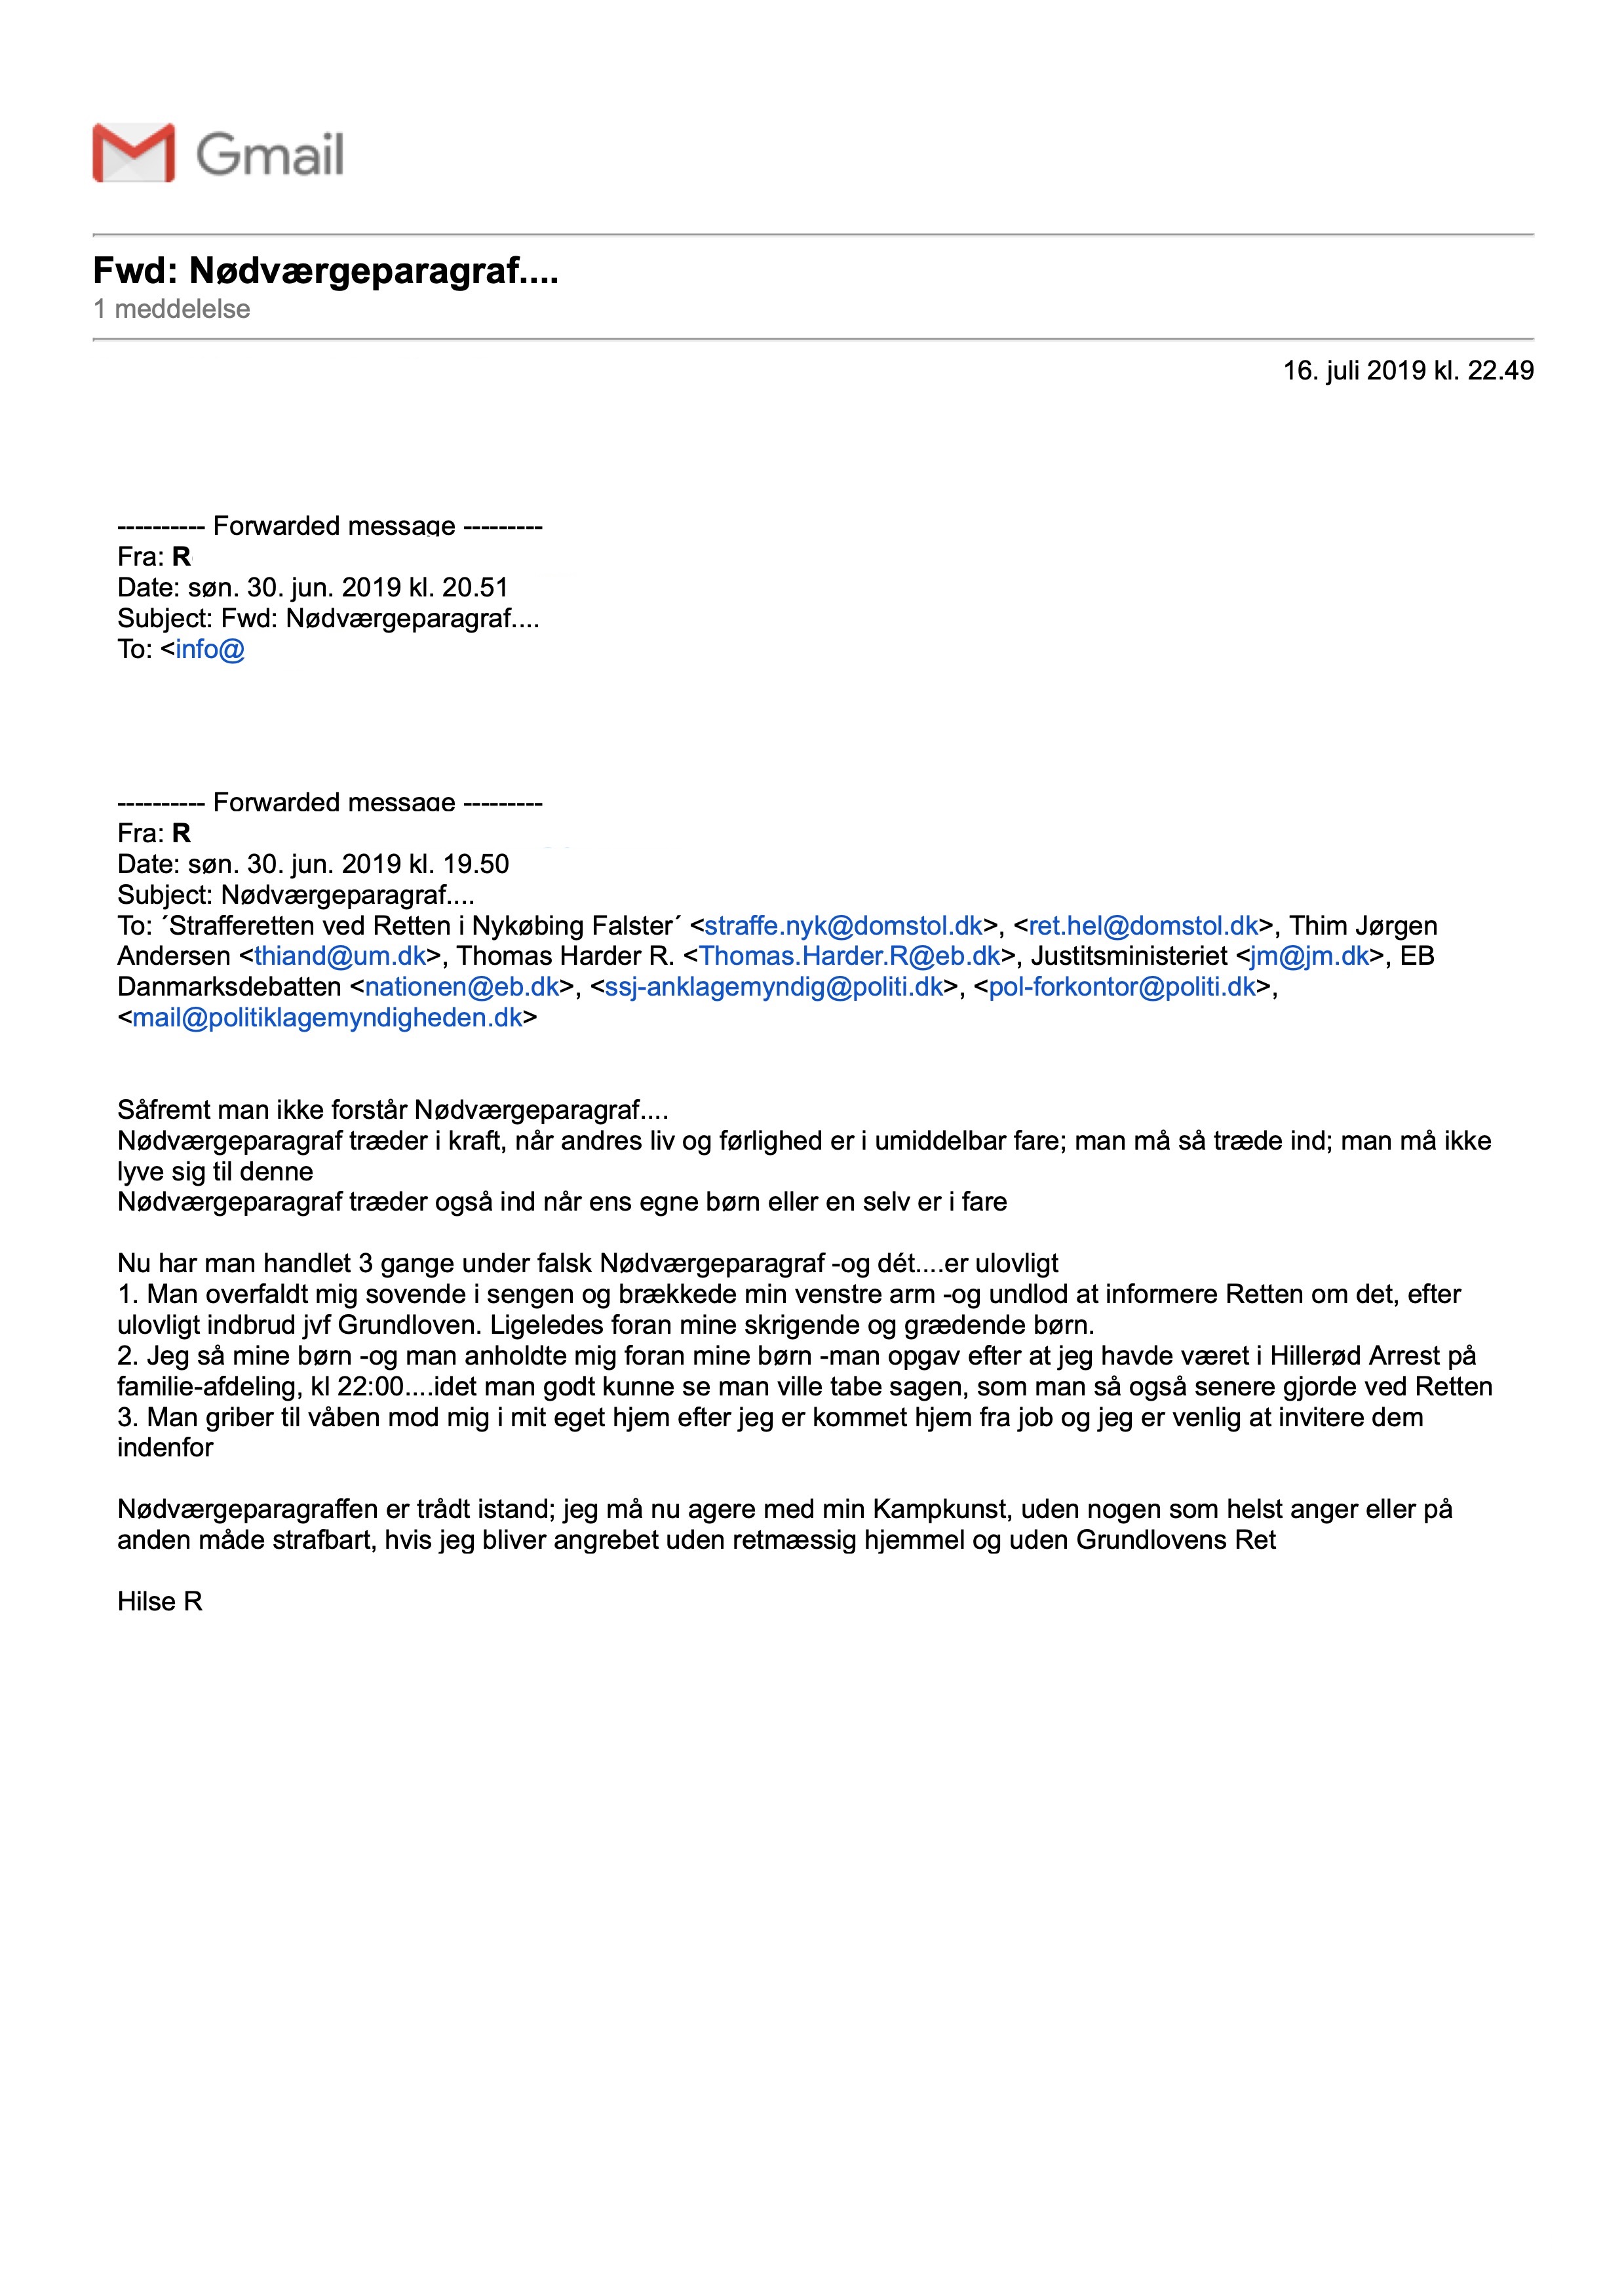 Gmail
Fwd: Nødværgeparagraf....
1 meddelelse
16. juli 2019 kl. 22.49
---------- Forwarded message ---------
Fra: R
Date: søn. 30. jun. 2019 kl. 20.51
Subject: Fwd: Nødværgeparagraf....
To: <info@
---------- Forwarded message ---------
Fra: R
Date: søn. 30. jun. 2019 kl. 19.50
Subject: Nødværgeparagraf....
To: ´Strafferetten ved Retten i Nykøbing Falster´ <straffe.nyk@domstol.dk>, <ret.hel@domstol.dk>, Thim Jørgen
Andersen <thiand@um.dk>, Thomas Harder R. <Thomas.Harder.R@eb.dk>, Justitsministeriet <jm@jm.dk>, EB
Danmarksdebatten <nationen@eb.dk>, <ssj-anklagemyndig@politi.dk>, <pol-forkontor@politi.dk>,
<mail@politiklagemyndigheden.dk>
Såfremt man ikke forstår Nødværgeparagraf....
Nødværgeparagraf træder i kraft, når andres liv og førlighed er i umiddelbar fare; man må så træde ind; man må ikke
lyve sig til denne
Nødværgeparagraf træder også ind når ens egne børn eller en selv er i fare
Nu har man handlet 3 gange under falsk Nødværgeparagraf -og dét....er ulovligt
1. Man overfaldt mig sovende i sengen og brækkede min venstre arm -og undlod at informere Retten om det, efter
ulovligt indbrud jvf Grundloven. Ligeledes foran mine skrigende og grædende børn.
2. Jeg så mine børn -og man anholdte mig foran mine børn -man opgav efter at jeg havde været i Hillerød Arrest på
familie-afdeling, kl 22:00....idet man godt kunne se man ville tabe sagen, som man så også senere gjorde ved Retten
3. Man griber til våben mod mig i mit eget hjem efter jeg er kommet hjem fra job og jeg er venlig at invitere dem
indenfor
Nødværgeparagraffen er trådt istand; jeg må nu agere med min Kampkunst, uden nogen som helst anger eller på
anden måde strafbart, hvis jeg bliver angrebet uden retmæssig hjemmel og uden Grundlovens Ret
Hilse R